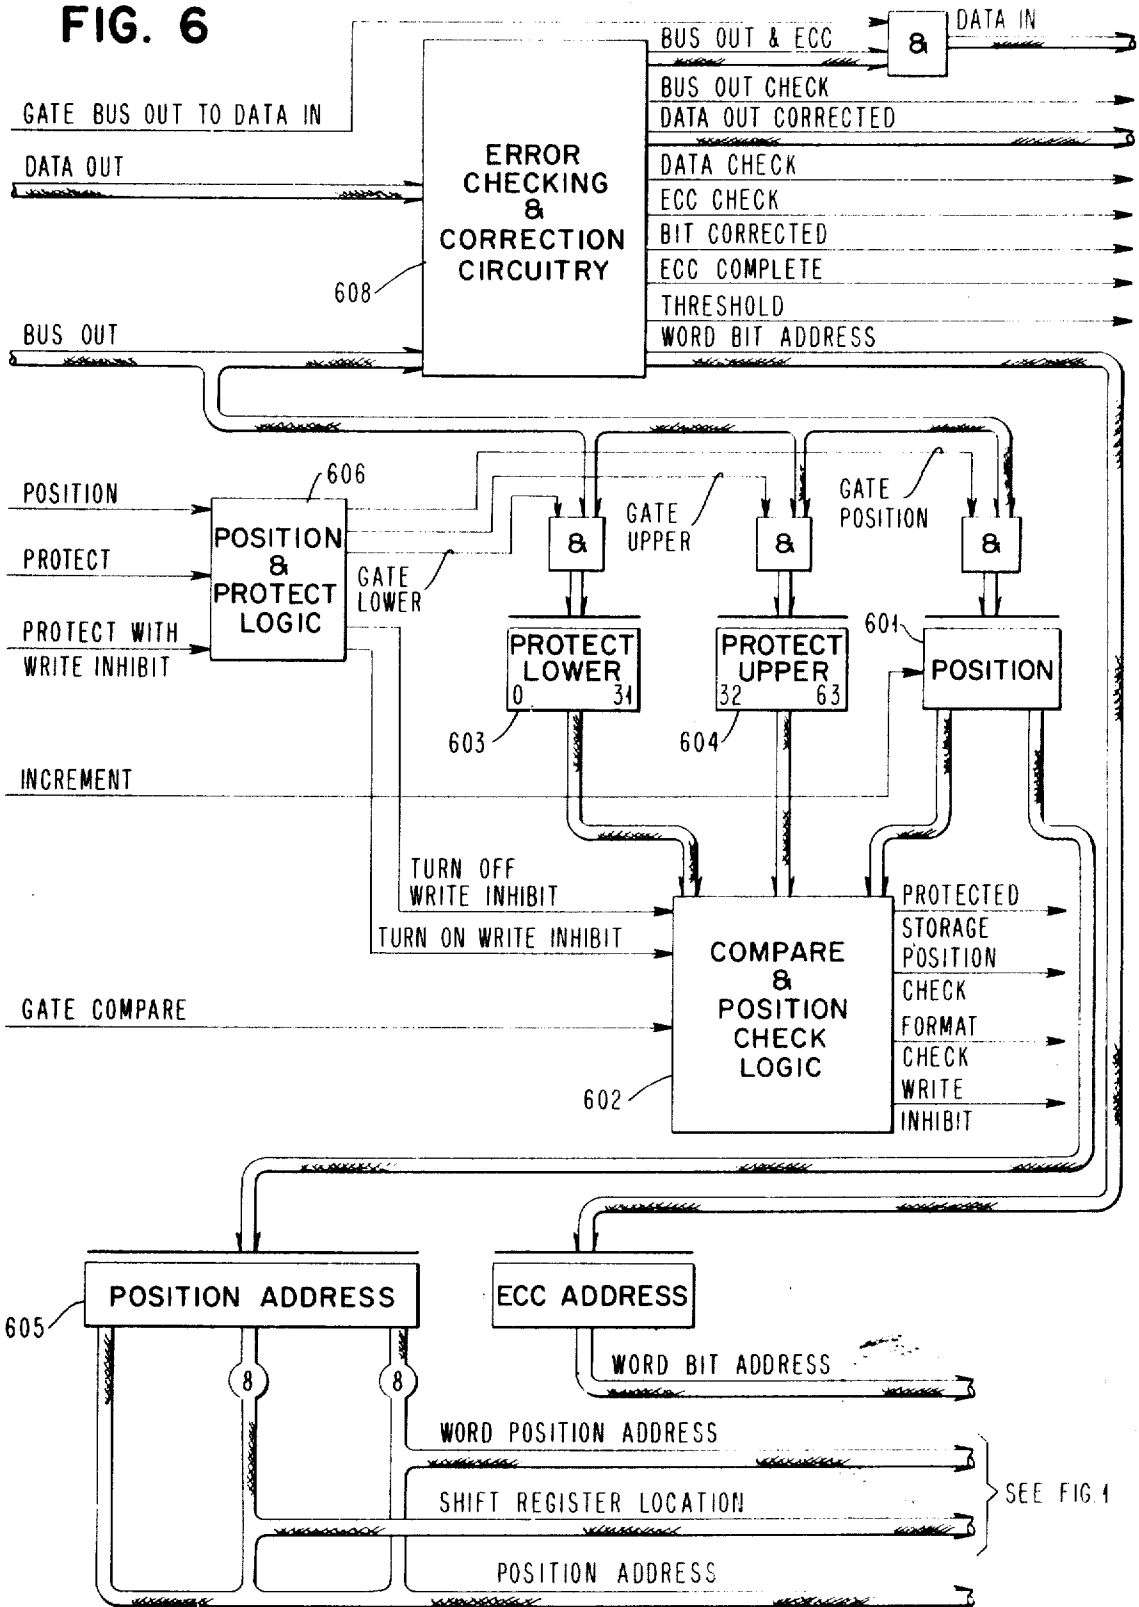 FIG. 6
DATA IN
BUS OUT & ECC
&
GATE BUS OUT TO DATA IN
BUS OUT CHECK
DATA OUT CORRECTED
DATA OUT
ERROR
CHECKING
&
CORRECTION
CIRCUITRY
DATA CHECK
ECC CHECK
BIT CORRECTED
ECC COMPLETE
608
THRESHOLD
BUS OUT
WORD BIT ADDRESS
606
POSITION
PROTECT
PROTECT WITH
WRITE INHIBIT
POSITION
&
PROTECT
LOGIC
GATE
LOWER
&
GATE
UPPER
&
GATE
POSITION
&
PROTECT
LOWER
0 31
603
PROTECT
UPPER
32 63
604
601
POSITION
INCREMENT
TURN OFF
WRITE INHIBIT
TURN ON WRITE INHIBIT
GATE COMPARE
COMPARE
&
POSITION
CHECK
LOGIC
602
PROTECTED
STORAGE
POSITION
CHECK
FORMAT
CHECK
WRITE
INHIBIT
POSITION ADDRESS
605
ECC ADDRESS
8
8
WORD BIT ADDRESS
WORD POSITION ADDRESS
SHIFT REGISTER LOCATION
SEE FIG.1
POSITION ADDRESS